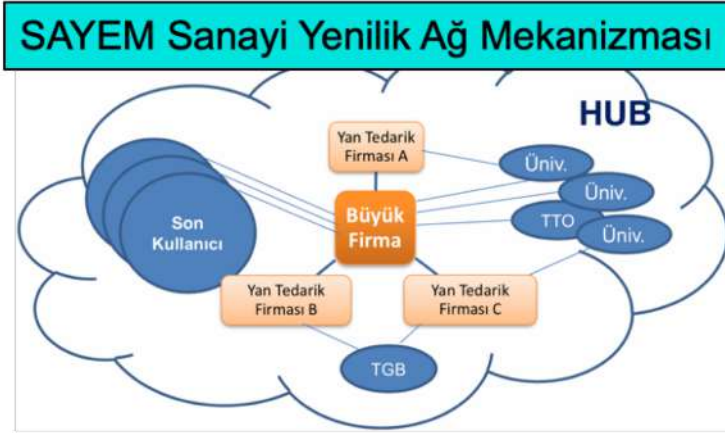 SAYEM Sanayi Yenilik Ağ Mekanizması
HUB
Yan Tedarik
Firması A
Üniv.
Üniv.
TTO
Üniv.
Son
Kullanıcı
Büyük
Firma
Yan Tedarik
Firması B
Yan Tedarik
Firması C
TGB